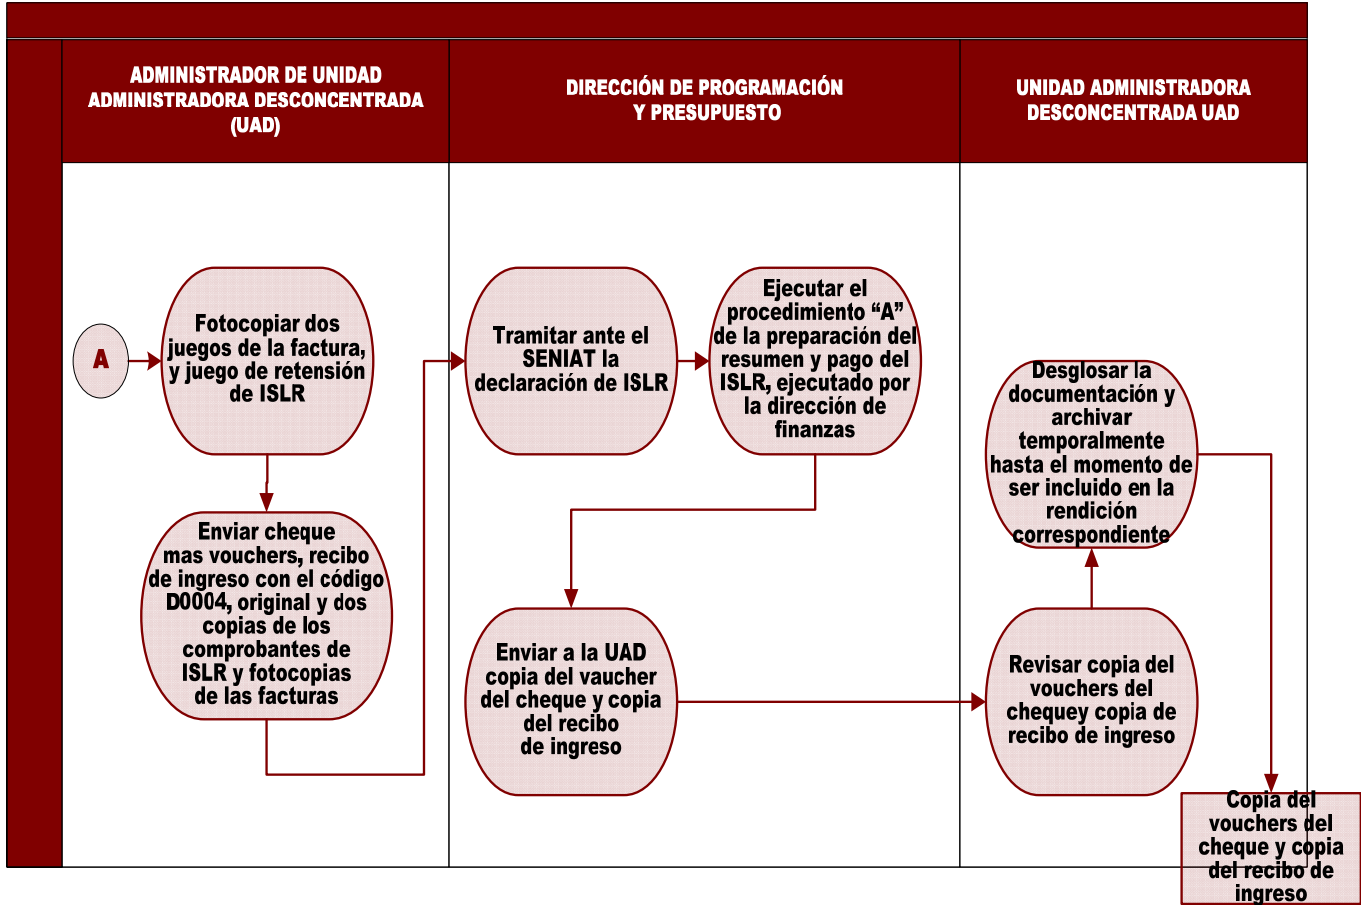 ADMINISTRADOR DE UNIDAD
ADMINISTRADORA DESCONCENTRADA
(UAD)
DIRECCIÓN DE PROGRAMACIÓN
Y PRESUPUESTO
UNIDAD ADMINISTRADORA
DESCONCENTRADA UAD
A
Fotocopiar dos
juegos de la factura,
y juego de retensión
de ISLR
Enviar cheque
mas vouchers, recibo
de ingreso con el código
D0004, original y dos
copias de los
comprobantes de
ISLR y fotocopias
de las facturas
Tramitar ante el
SENIAT la
declaración de ISLR
Ejecutar el
procedimiento “A”
de la preparación del
resumen y pago del
ISLR, ejecutado por
la dirección de
finanzas
Enviar a la UAD
copia del vaucher
del cheque y copia
del recibo
de ingreso
Revisar copia del
vouchers del
chequey copia de
recibo de ingreso
Desglosar la
documentación y
archivar
temporalmente
hasta el momento de
ser incluido en la
rendición
correspondiente
Copia del
vouchers del
cheque y copia
del recibo de
ingreso